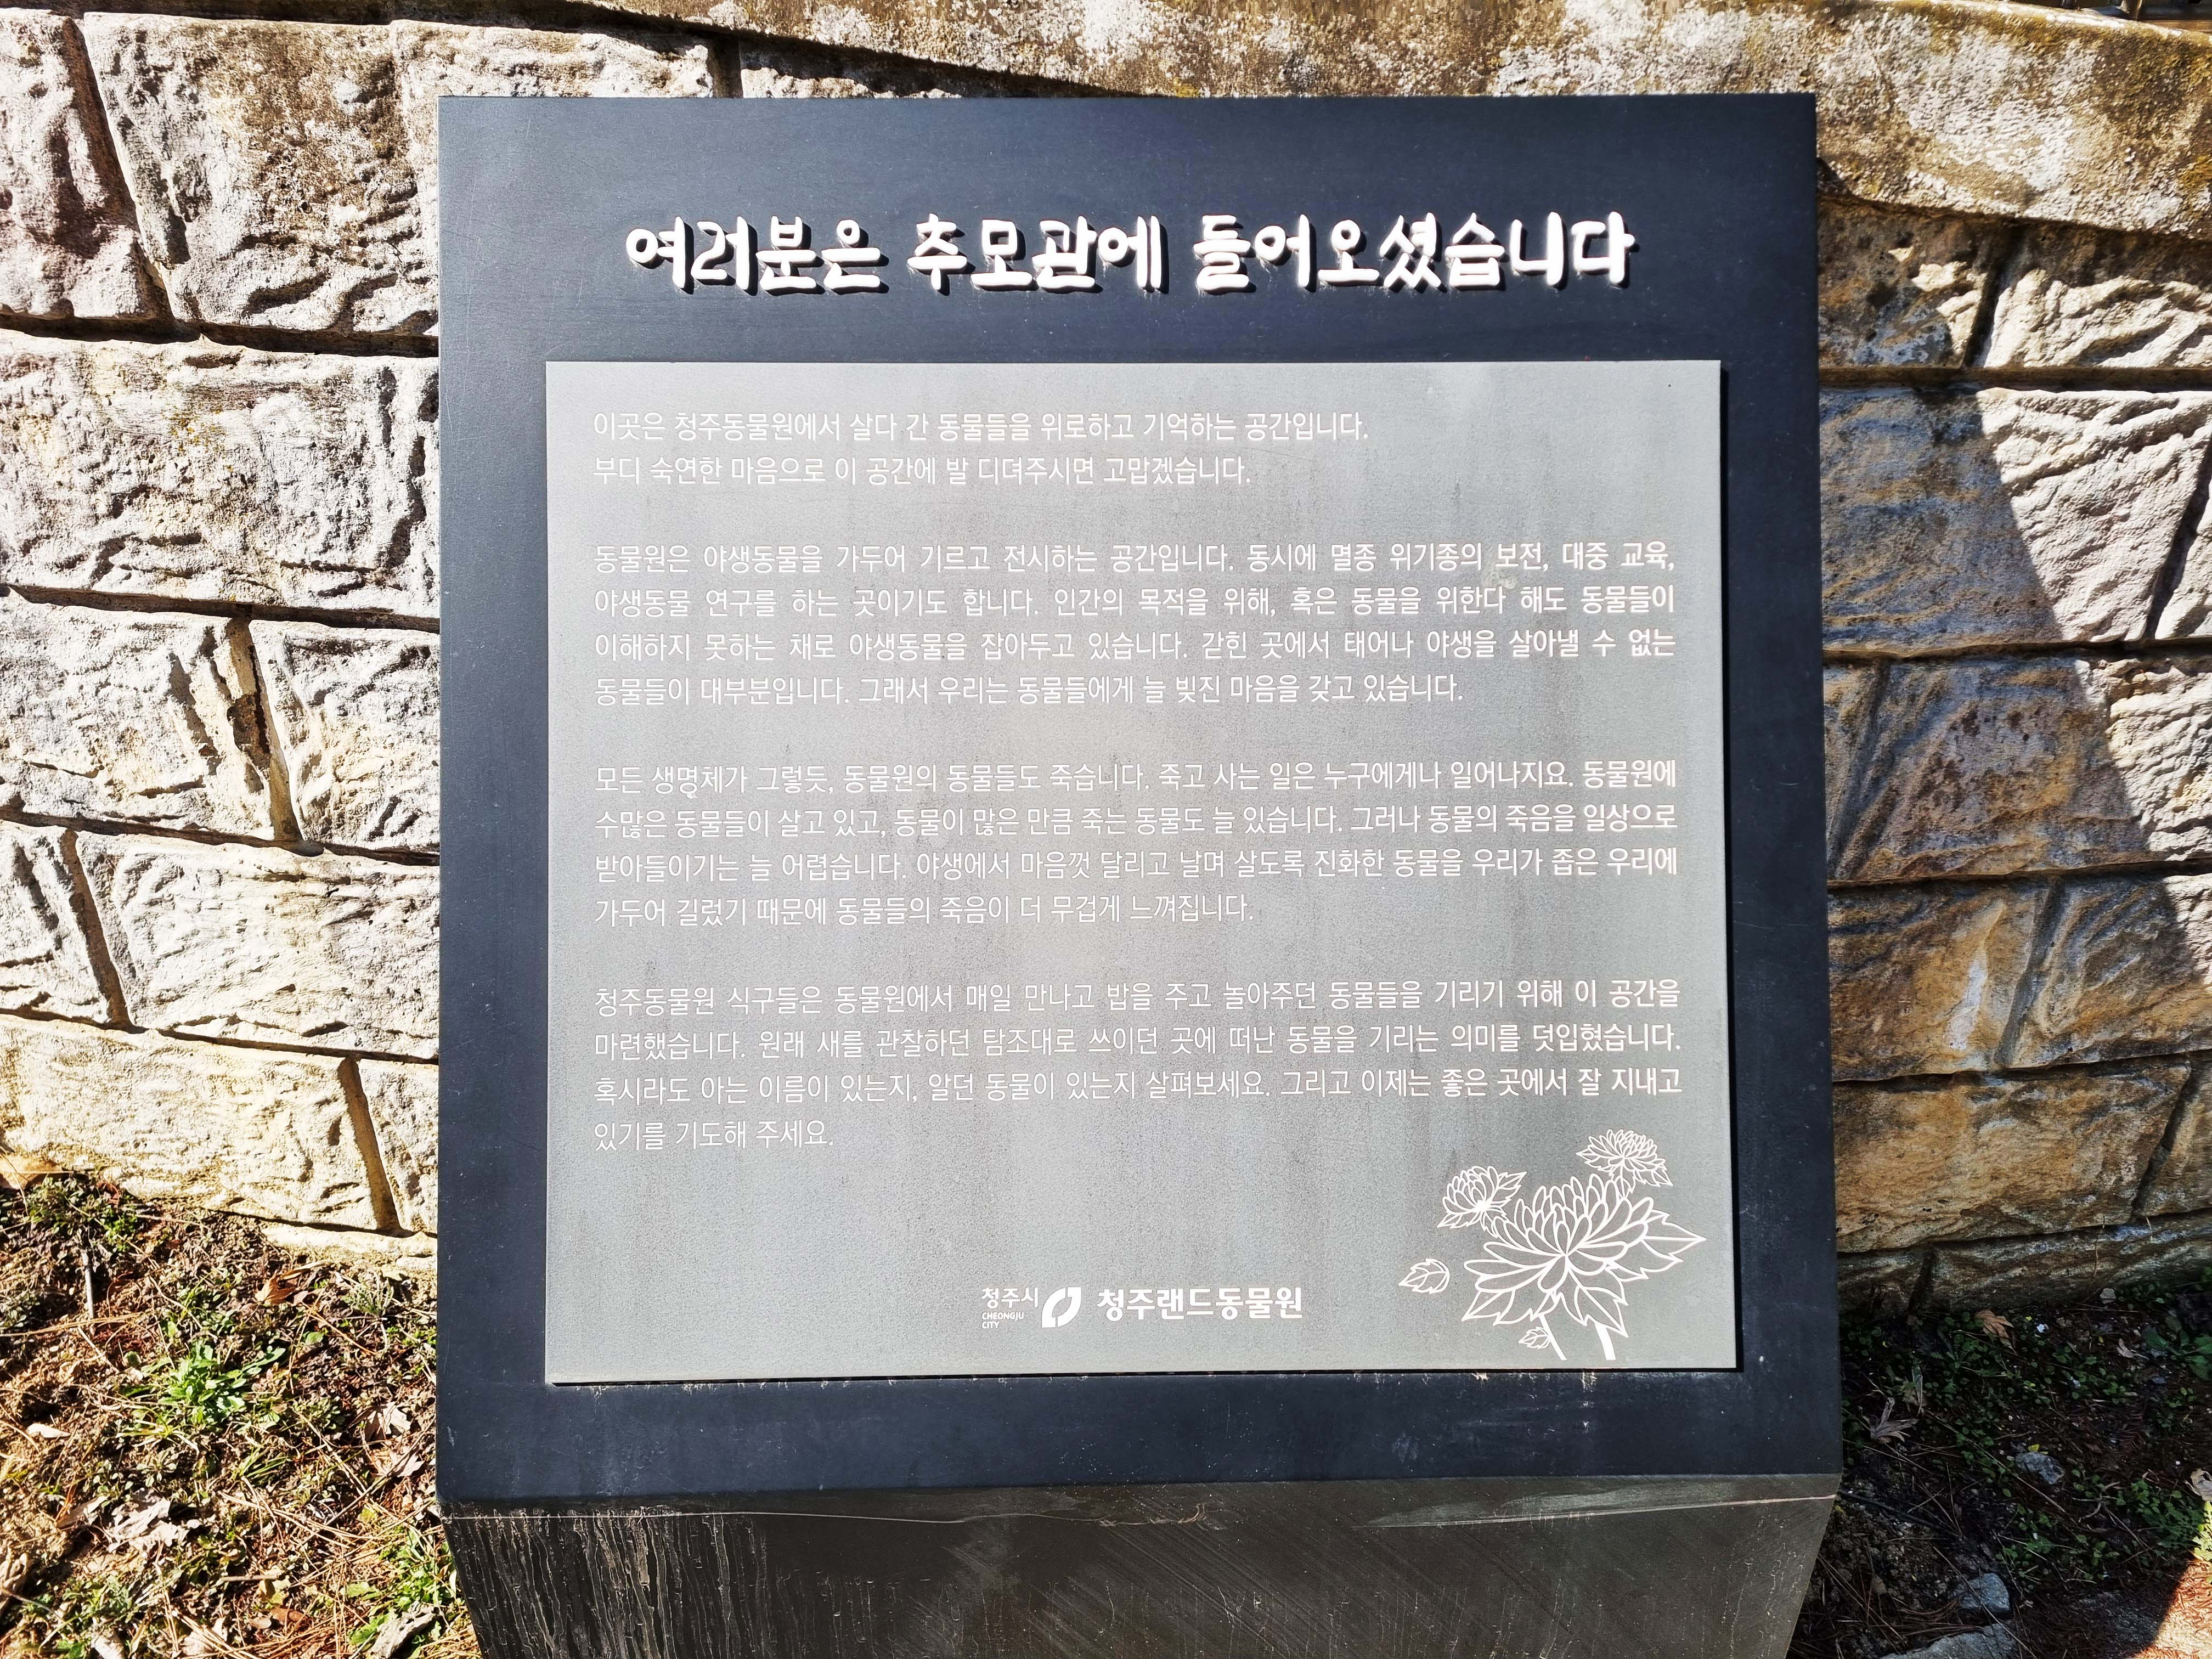 여러분은 추모관에 들어오셨습니다
이곳은 청주동물원에서 살다 간 동물들을 위로하고 기억하는 공간입니다.
부디 숙연한 마음으로 이 공간에 발 디뎌주시면 고맙겠습니다.
동물원은 야생동물을 가두어 기르고 전시하는 공간입니다. 동시에 멸종 위기종의 보전, 대중 교육,
야생동물 연구를 하는 곳이기도 합니다. 인간의 목적을 위해, 혹은 동물을 위한다 해도 동물들이
이해하지 못하는 채로 야생동물을 잡아두고 있습니다. 갇힌 곳에서 태어나 야생을 살아낼 수 없는
동물들이 대부분입니다. 그래서 우리는 동물들에게 늘 빚진 마음을 갖고 있습니다.
모든 생명체가 그렇듯, 동물원의 동물들도 죽습니다. 죽고 사는 일은 누구에게나 일어나지요. 동물원에
수많은 동물들이 살고 있고, 동물이 많은 만큼 죽는 동물도 늘 있습니다. 그러나 동물의 죽음을 일상으로
받아들이기는 늘 어렵습니다. 야생에서 마음껏 달리고 날며 살도록 진화한 동물을 우리가 좁은 우리에
가두어 길렀기 때문에 동물들의 죽음이 더 무겁게 느껴집니다.
청주동물원 식구들은 동물원에서 매일 만나고 밥을 주고 놀아주던 동물들을 기리기 위해 이 공간을
마련했습니다. 원래 새를 관찰하던 탐조대로 쓰이던 곳에 떠난 동물을 기리는 의미를 덧입혔습니다.
혹시라도 아는 이름이 있는지, 알던 동물이 있는지 살펴보세요. 그리고 이제는 좋은 곳에서 잘 지내고
있기를 기도해 주세요.
청주시 청주랜드동물원
CHEONGJU
CITY